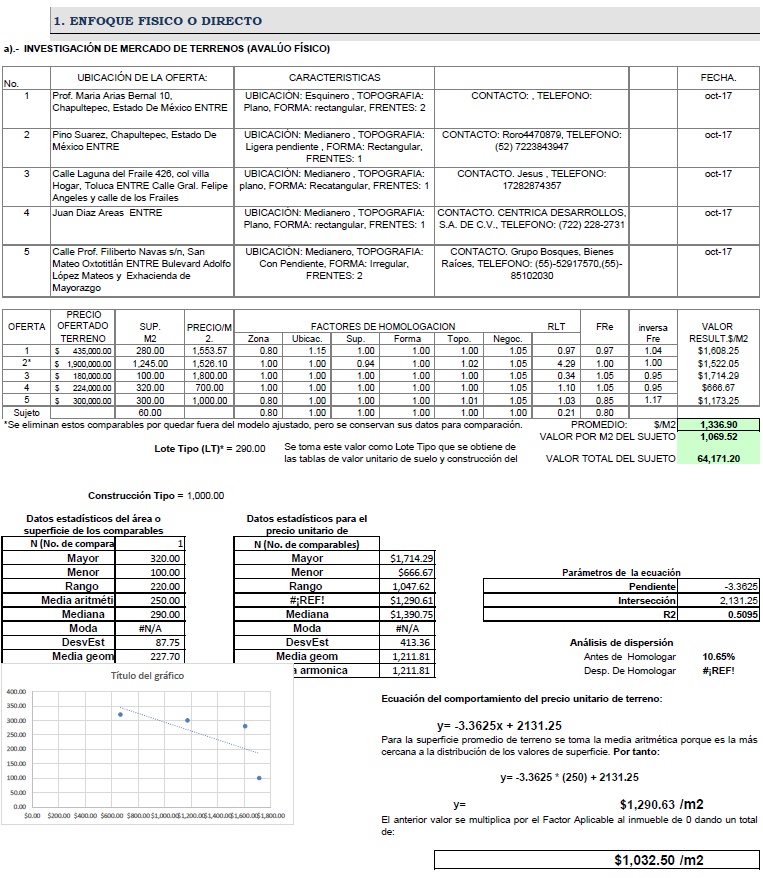 1. ENFOQUE FISICO O DIRECTO
a).- INVESTIGACIÓN DE MERCADO DE TERRENOS (AVALÚO FÍSICO)
No. UBICACIÓN DE LA OFERTA: CARACTERISTICAS FECHA.
1 Prof. Maria Arias Bernal 10, Chapultepec, Estado De México ENTRE UBICACIÓN: Esquinero , TOPOGRAFIA: Plano, FORMA: rectangular, FRENTES: 2 CONTACTO: , TELEFONO: oct-17
2 Pino Suarez, Chapultepec, Estado De México ENTRE UBICACIÓN: Medianero , TOPOGRAFIA: Ligera pendiente , FORMA: Rectangular, FRENTES: 1 CONTACTO: Roro4470879, TELEFONO: (52) 7223843947 oct-17
3 Calle Laguna del Fraile 426, col villa Hogar, Toluca ENTRE Calle Gral. Felipe Angeles y calle de los Frailes UBICACIÓN: Medianero , TOPOGRAFIA: plano, FORMA: Recatangular, FRENTES: 1 CONTACTO. Jesus , TELEFONO: 17282874357 oct-17
4 Juan Diaz Areas ENTRE UBICACIÓN: Medianero , TOPOGRAFIA: Plano, FORMA: rectangular, FRENTES: 1 CONTACTO. CENTRICA DESARROLLOS, S.A. DE C.V., TELEFONO: (722) 228-2731 oct-17
5 Calle Prof. Filiberto Navas s/n, San Mateo Oxtotitlán ENTRE Bulevard Adolfo López Mateos y Exhacienda de Mayorazgo UBICACIÓN: Medianero, TOPOGRAFIA: Con Pendiente, FORMA: Irregular, FRENTES: 2 CONTACTO. Grupo Bosques, Bienes Raíces, TELEFONO: (55)-52917570,(55)-85102030 oct-17
OFERTA PRECIO OFERTADO TERRENO SUP. M2 PRECIO/M 2. FACTORES DE HOMOLOGACION RLT FRe inversa Fre VALOR RESULT.$/M2
Zona Ubicac. Sup. Forma Topo. Negoc.
1 $ 435,000.00 280.00 1,553.57 0.80 1.15 1.00 1.00 1.00 1.05 0.97 0.97 1.04 $1,608.25
2* $ 1,900,000.00 1,245.00 1,526.10 1.00 1.00 0.94 1.00 1.02 1.05 4.29 1.00 1.00 $1,522.05
3 $ 180,000.00 100.00 1,800.00 1.00 1.00 1.00 1.00 1.00 1.05 0.34 1.05 0.95 $1,714.29
4 $ 224,000.00 320.00 700.00 1.00 1.00 1.00 1.00 1.00 1.05 1.10 1.05 0.95 $666.67
5 $ 300,000.00 300.00 1,000.00 0.80 1.00 1.00 1.00 1.01 1.05 1.03 0.85 1.17 $1,173.25
Sujeto 60.00 0.80 1.00 1.00 1.00 1.00 1.00 0.21 0.80
*Se eliminan estos comparables por quedar fuera del modelo ajustado, pero se conservan sus datos para comparación. PROMEDIO: $/M2 1,336.90
VALOR POR M2 DEL SUJETO 1,069.52
Lote Tipo (LT)* = 290.00 Se toma este valor como Lote Tipo que se obtiene de
las tablas de valor unitario de suelo y construcción del VALOR TOTAL DEL SUJETO 64,171.20
Construcción Tipo = 1,000.00
Datos estadísticos del área o superficie de los comparables
N (No. de compara 1
Mayor 320.00
Menor 100.00
Rango 220.00
Media aritméti 250.00
Mediana 290.00
Moda #N/A
DesvEst 87.75
Media geom 227.70
Datos estadísticos para el precio unitario de
N (No. de comparables)
Mayor $1,714.29
Menor $666.67
Rango 1,047.62
#¡REF! $1,290.61
Mediana $1,390.75
Moda #N/A
DesvEst 413.36
Media geom 1,211.81
a armonica 1,211.81
Parámetros de la ecuación
Pendiente -3.3625
Intersección 2,131.25
R2 0.5095
Análisis de dispersión
Antes de Homologar 10.65%
Desp. De Homologar #¡REF!
Título del gráfico
400.00
350.00
300.00
250.00
200.00
150.00
100.00
50.00
0.00
$0.00 $200.00 $400.00 $600.00 $800.00 $1,000.00 $1,200.00 $1,400.00 $1,600.00 $1,800.00
Ecuación del comportamiento del precio unitario de terreno:
y= -3.3625x + 2131.25
Para la superficie promedio de terreno se toma la media aritmética porque es la más
cercana a la distribución de los valores de superficie. Por tanto:
y= -3.3625 * (250) + 2131.25
y= $1,290.63 /m2
El anterior valor se multiplica por el Factor Aplicable al inmueble de 0 dando un total
de:
$1,032.50 /m2